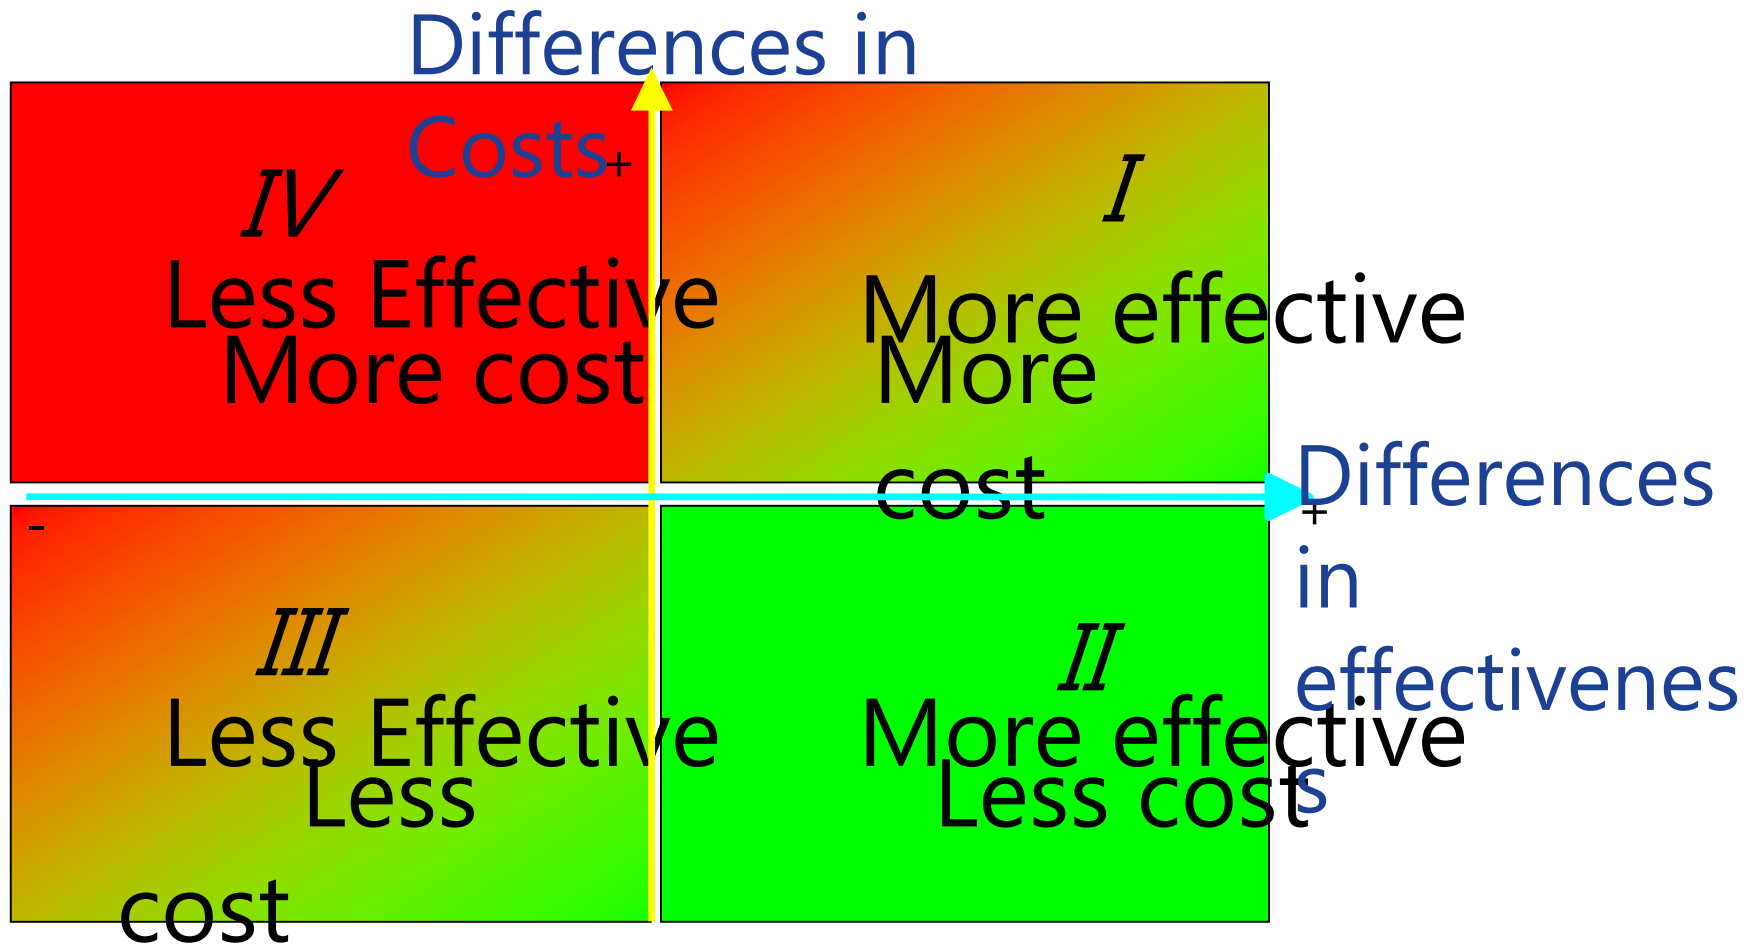 Differences in
Costs
+
IV
Less Effective
More cost
I
More effective
More
cost
Differences
in
effectivenes
s
+
-
III
Less Effective
Less
cost
II
More effective
Less cost